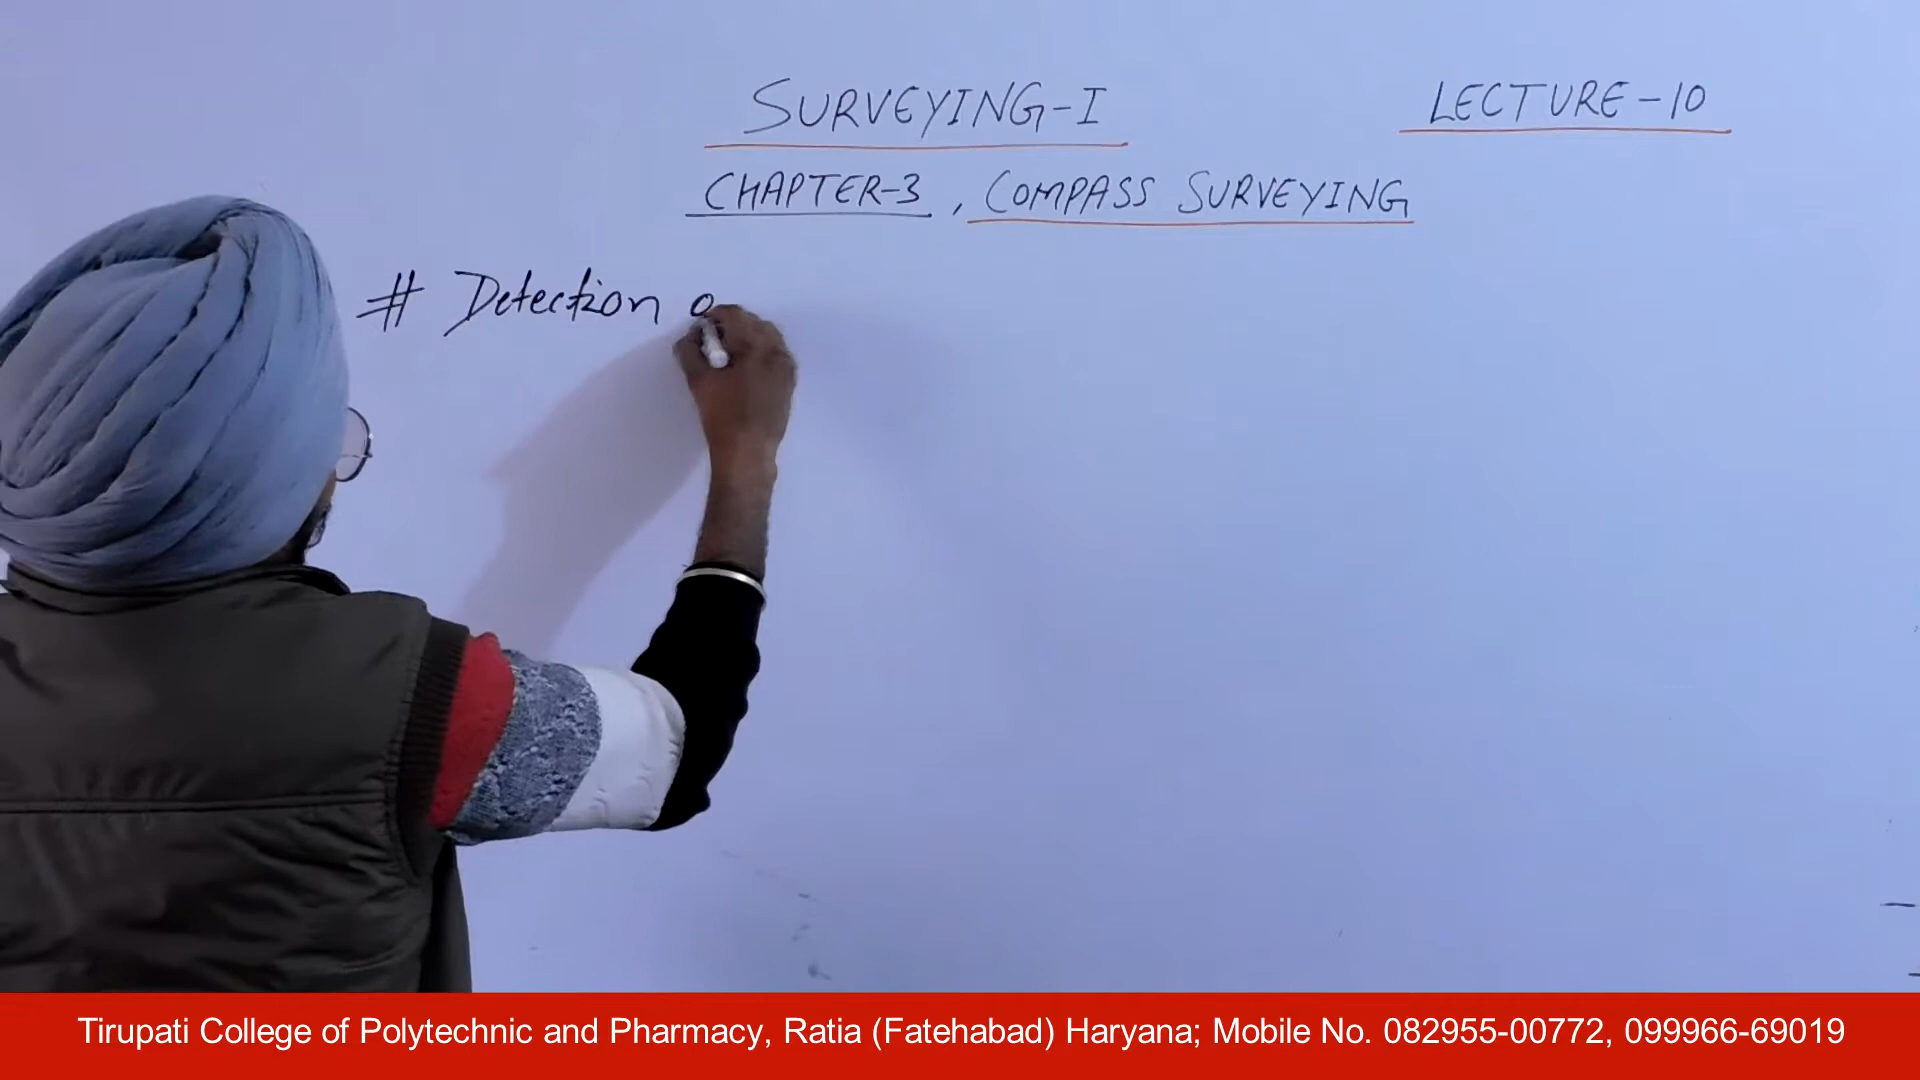 SURVEYING-I
LECTURE-10
CHAPTER-3, COMPASS SURVEYING
# Detection o
Tirupati College of Polytechnic and Pharmacy, Ratia (Fatehabad) Haryana; Mobile No. 082955-00772, 099966-69019